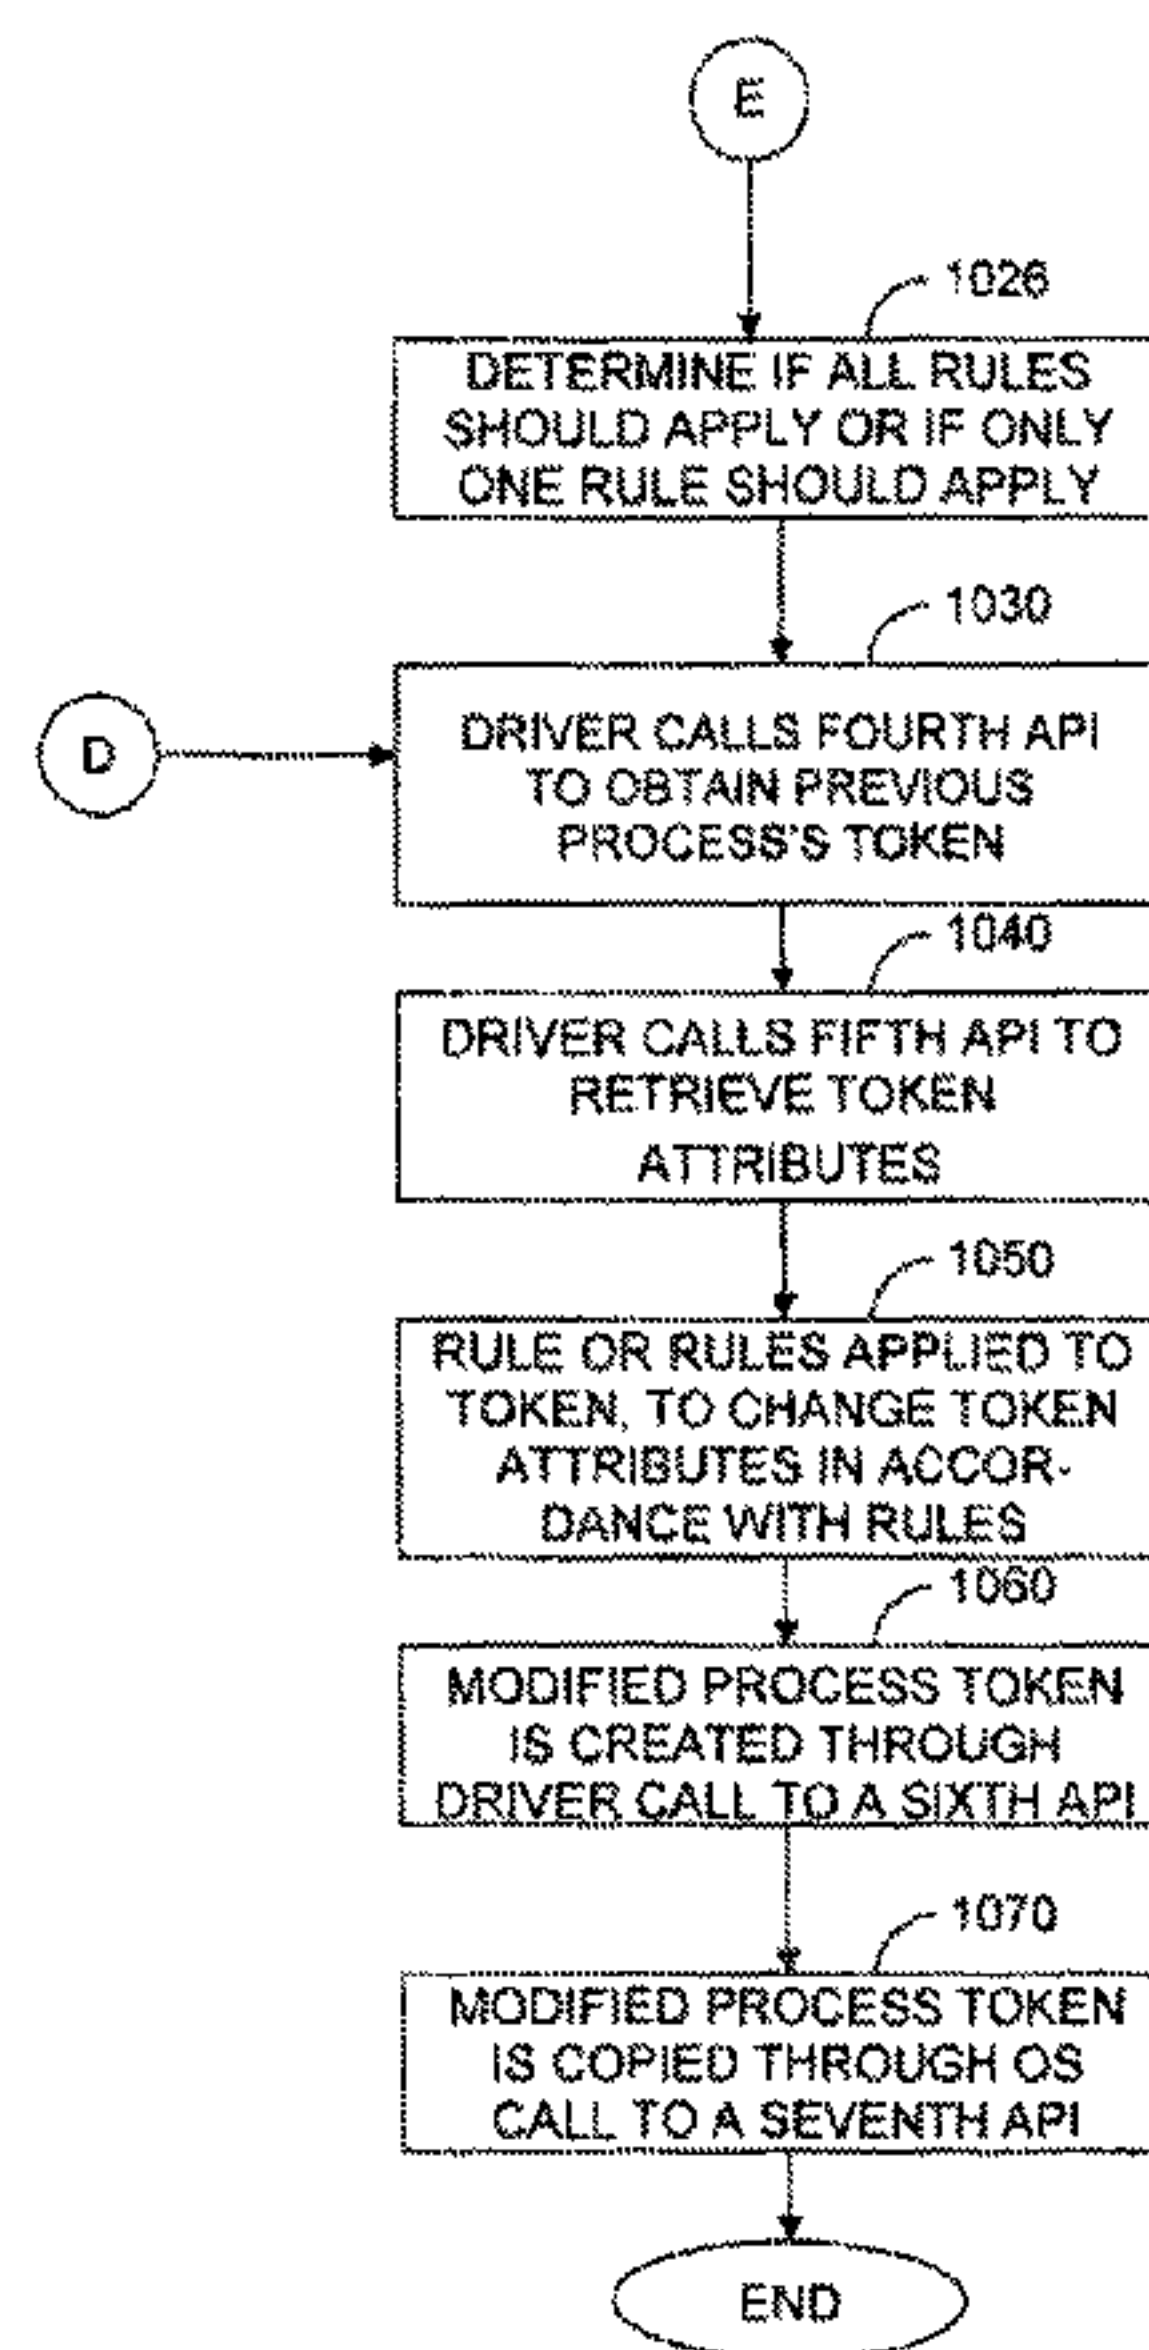 E
1026
DETERMINE IF ALL RULES
SHOULD APPLY OR IF ONLY
ONE RULE SHOULD APPLY
1030
D
DRIVER CALLS FOURTH API
TO OBTAIN PREVIOUS
PROCESS'S TOKEN
1040
DRIVER CALLS FIFTH API TO
RETRIEVE TOKEN
ATTRIBUTES
1050
RULE OR RULES APPLIED TO
TOKEN, TO CHANGE TOKEN
ATTRIBUTES IN ACCOR-
DANCE WITH RULES
1060
MODIFIED PROCESS TOKEN
IS CREATED THROUGH
DRIVER CALL TO A SIXTH API
1070
MODIFIED PROCESS TOKEN
IS COPIED THROUGH OS
CALL TO A SEVENTH API
END